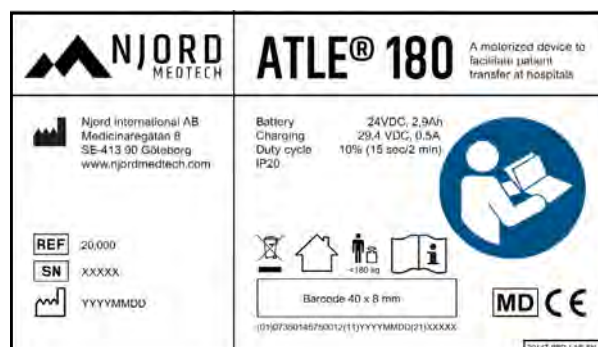 NJORD
MEDTECH
ATLE® 180
A motorized device to
facilitate patient
transfer at hospitals
Njord International AB
Medicinaregatan 8
SE-413 90 Göteborg
www.njordmedtech.com
Battery 24VDC, 2,9Ah
Charging 29,4 VDC, 0.5A
Duty cycle 10% (15 sec/2 min)
IP20
REF 20,000
SN XXXXX
YYYYMMDD
<180 kg
i
Barcode 40 x 8 mm
(01)07350145750012(11)YYYYMMDD(21)XXXXX
MD CE